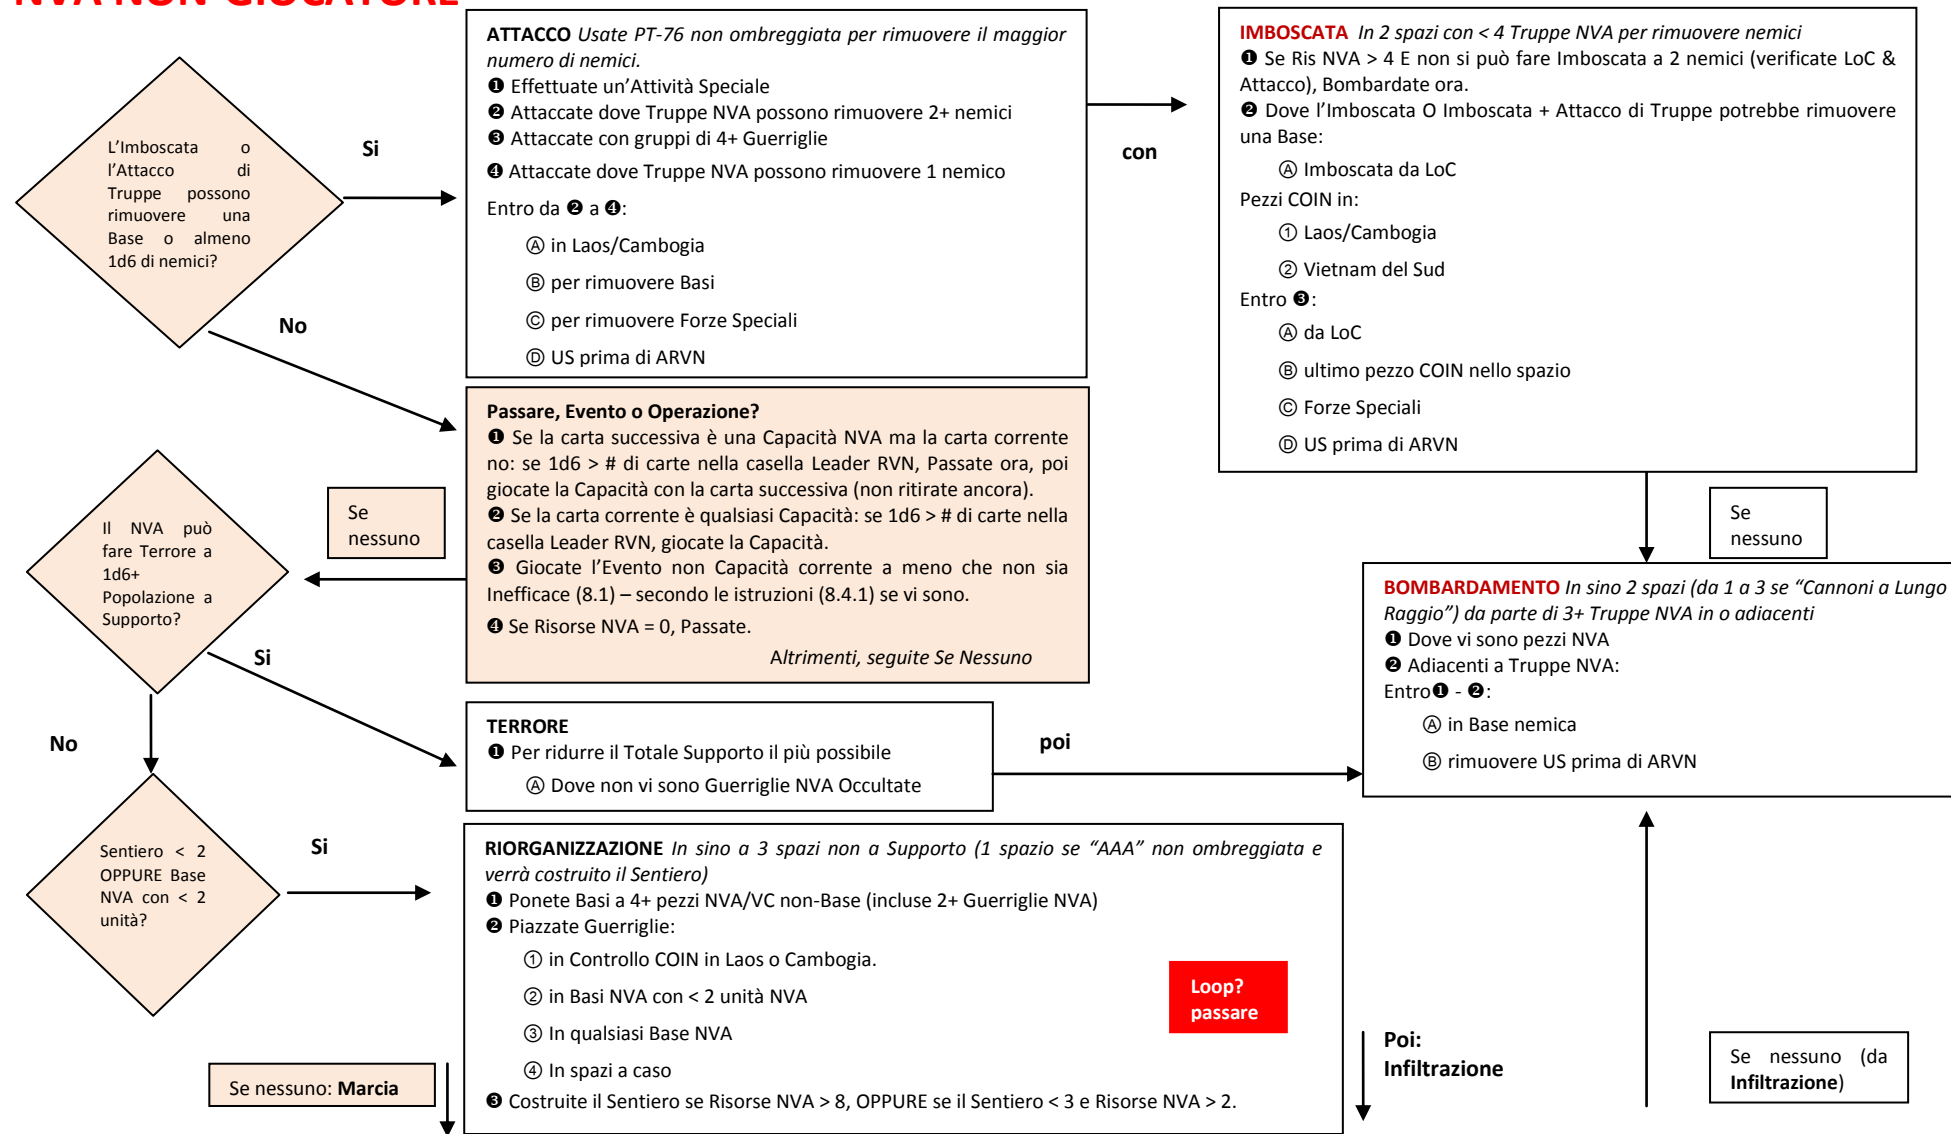 NVA NON-GIOCATORE
L'Imboscata o
l'Attacco di
Truppe possono
rimuovere una
Base o almeno
1d6 di nemici?
Si
No
ATTACCO Usate PT-76 non ombreggiata per rimuovere il maggior
numero di nemici.
❶ Effettuate un'Attività Speciale
❷ Attaccate dove Truppe NVA possono rimuovere 2+ nemici
❸ Attaccate con gruppi di 4+ Guerriglie
❹ Attaccate dove Truppe NVA possono rimuovere 1 nemico
Entro da ❷ a ❹:
Ⓐ in Laos/Cambogia
Ⓑ per rimuovere Basi
Ⓒ per rimuovere Forze Speciali
Ⓓ US prima di ARVN
con
IMBOSCATA In 2 spazi con < 4 Truppe NVA per rimuovere nemici
❶ Se Ris NVA > 4 E non si può fare Imboscata a 2 nemici (verificate LoC &
Attacco), Bombardate ora.
❷ Dove l'Imboscata O Imboscata + Attacco di Truppe potrebbe rimuovere
una Base:
Ⓐ Imboscata da LoC
Pezzi COIN in:
① Laos/Cambogia
② Vietnam del Sud
Entro ❸:
Ⓐ da LoC
Ⓑ ultimo pezzo COIN nello spazio
Ⓒ Forze Speciali
Ⓓ US prima di ARVN
Passare, Evento o Operazione?
❶ Se la carta successiva è una Capacità NVA ma la carta corrente
no: se 1d6 > # di carte nella casella Leader RVN, Passate ora, poi
giocate la Capacità con la carta successiva (non ritirate ancora).
❷ Se la carta corrente è qualsiasi Capacità: se 1d6 > # di carte nella
casella Leader RVN, giocate la Capacità.
❸ Giocate l'Evento non Capacità corrente a meno che non sia
Inefficace (8.1) – secondo le istruzioni (8.4.1) se vi sono.
❹ Se Risorse NVA = 0, Passate.
Altrimenti, seguite Se Nessuno
Se
nessuno
Se
nessuno
Il NVA può
fare Terrore a
1d6+
Popolazione a
Supporto?
Si
No
BOMBARDAMENTO In sino 2 spazi (da 1 a 3 se "Cannoni a Lungo
Raggio") da parte di 3+ Truppe NVA in o adiacenti
❶ Dove vi sono pezzi NVA
❷ Adiacenti a Truppe NVA:
Entro❶ - ❷:
Ⓐ in Base nemica
Ⓑ rimuovere US prima di ARVN
TERRORE
❶ Per ridurre il Totale Supporto il più possibile
Ⓐ Dove non vi sono Guerriglie NVA Occultate
poi
Sentiero < 2
OPPURE Base
NVA con < 2
unità?
Si
RIORGANIZZAZIONE In sino a 3 spazi non a Supporto (1 spazio se "AAA" non ombreggiata e
verrà costruito il Sentiero)
❶ Ponete Basi a 4+ pezzi NVA/VC non-Base (incluse 2+ Guerriglie NVA)
❷ Piazzate Guerriglie:
① in Controllo COIN in Laos o Cambogia.
② in Basi NVA con < 2 unità NVA
③ In qualsiasi Base NVA
④ In spazi a caso
❸ Costruite il Sentiero se Risorse NVA > 8, OPPURE se il Sentiero < 3 e Risorse NVA > 2.
Loop?
passare
Se nessuno: Marcia
Poi:
Infiltrazione
Se nessuno (da
Infiltrazione)